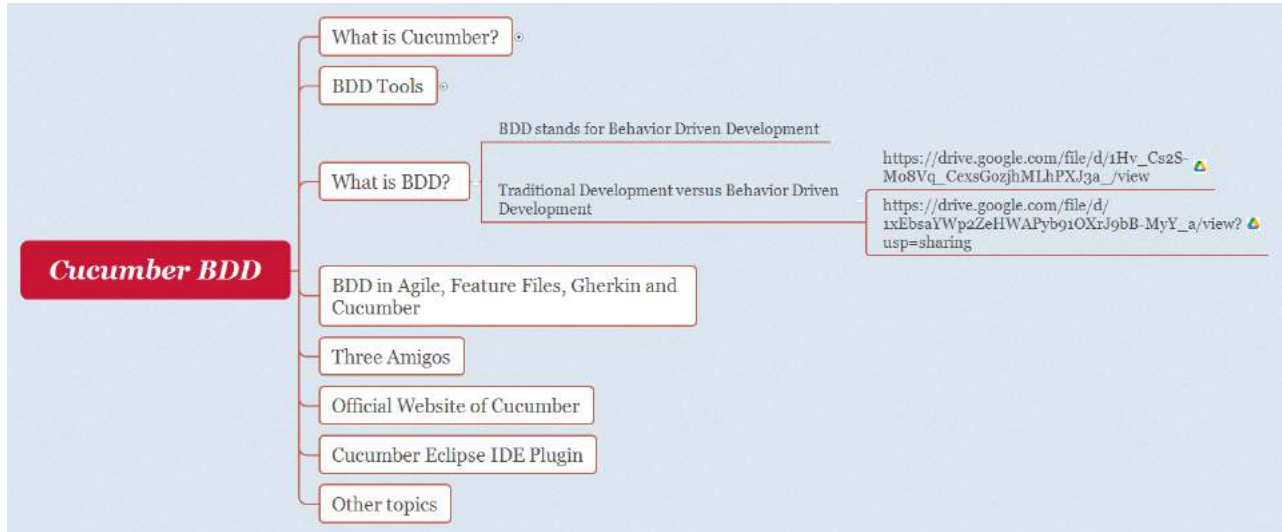 What is Cucumber?
BDD Tools
BDD stands for Behavior Driven Development
What is BDD?
Traditional Development versus Behavior Driven
Development
https://drive.google.com/file/d/1Hv_Cs2S-
Mo8Vq_CexsGozjhMLhPXJ3a_/view
https://drive.google.com/file/d/
1xEbsaYWp2ZeHWAPyb91OXrJ9bB-MyY_a/view?
usp=sharing
Cucumber BDD
BDD in Agile, Feature Files, Gherkin and
Cucumber
Three Amigos
Official Website of Cucumber
Cucumber Eclipse IDE Plugin
Other topics